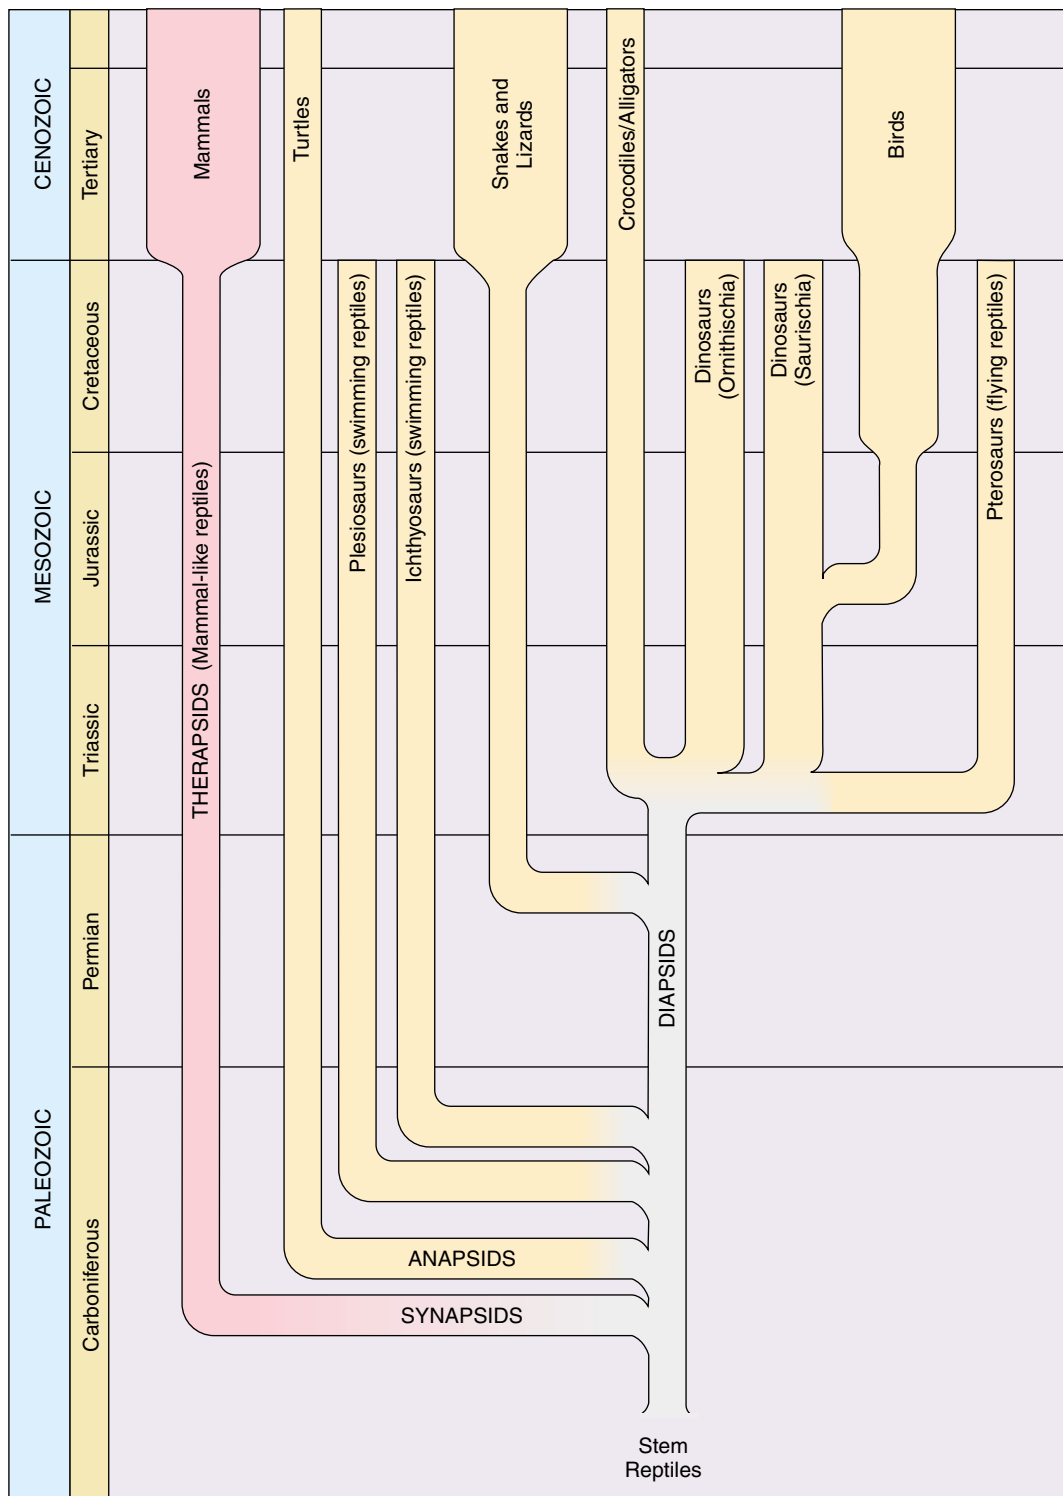 CENOZOIC
MESOZOIC
PALEOZOIC
Tertiary
Cretaceous
Jurassic
Triassic
Permian
Carboniferous
Mammals
THERAPSIDS (Mammal-like reptiles)
Turtles
Plesiosaurs (swimming reptiles)
Ichthyosaurs (swimming reptiles)
Snakes and
Lizards
Crocodiles/Alligators
Dinosaurs
(Ornithischia)
Dinosaurs
(Saurischia)
Birds
Pterosaurs (flying reptiles)
DIAPSIDS
ANAPSIDS
SYNAPSIDS
Stem
Reptiles